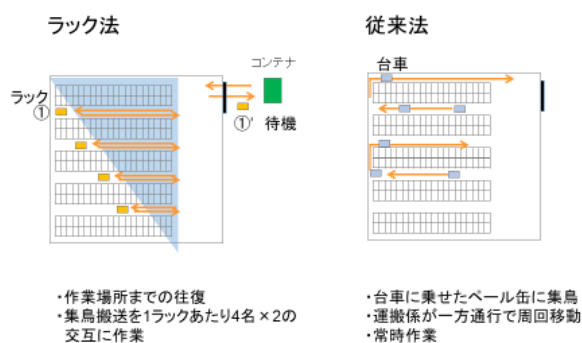 ラック法
コンテナ
ラック
①
①'
待機
・作業場所までの往復
・集鳥搬送を1ラックあたり4名×2の
交互に作業
従来法
台車
・台車に乗せたペール缶に集鳥
・運搬係が一方通行で周回移動
・常時作業